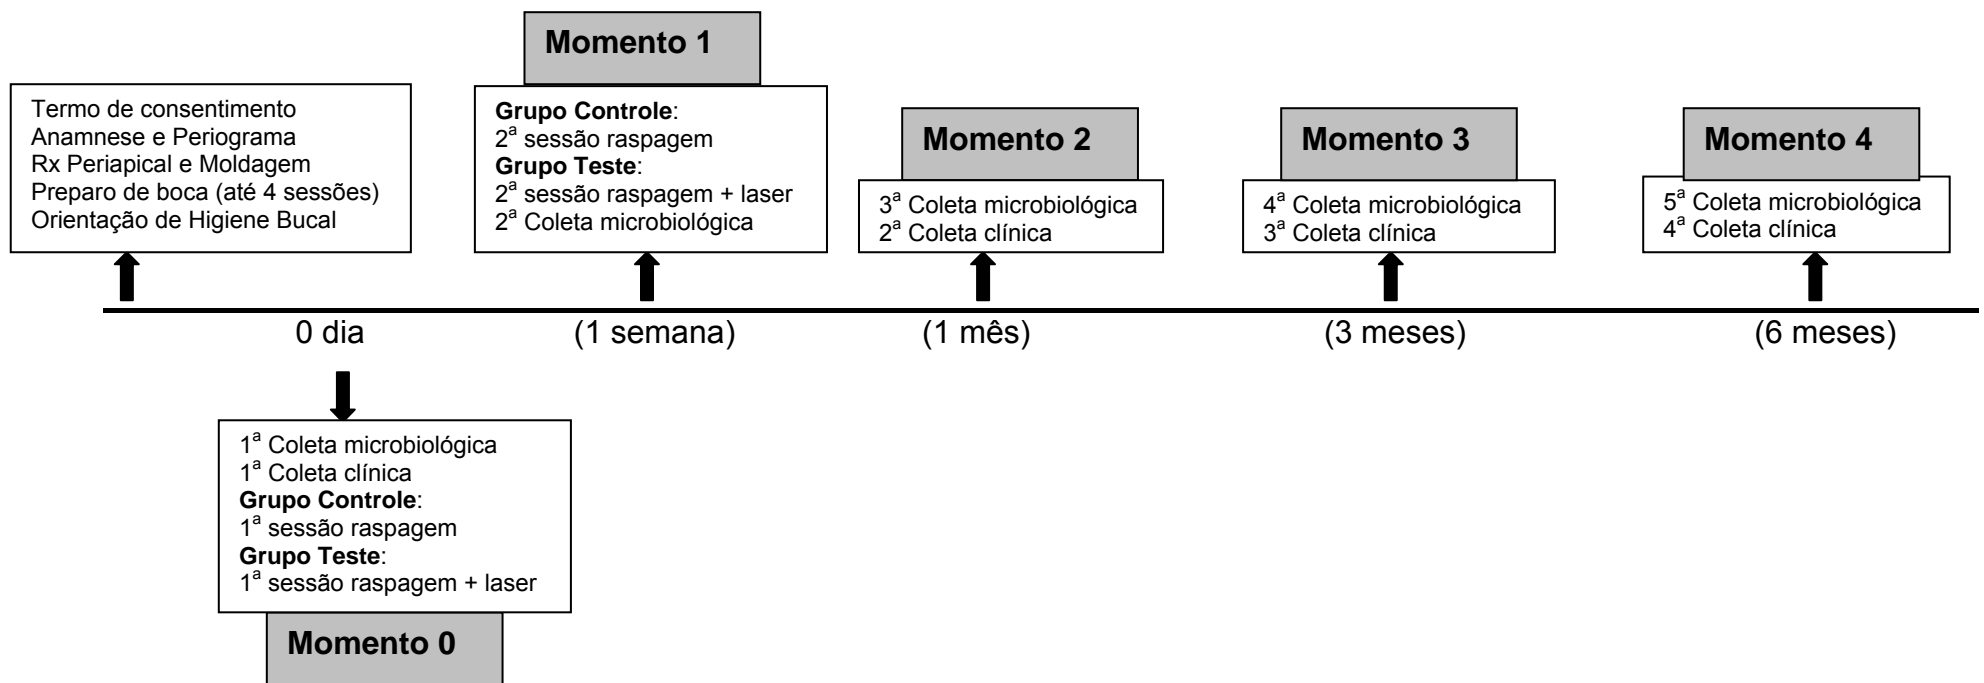 Termo de consentimento
Anamnese e Periograma
Rx Periapical e Moldagem
Preparo de boca (até 4 sessões)
Orientação de Higiene Bucal
Momento 1
Grupo Controle:
2ª sessão raspagem
Grupo Teste:
2ª sessão raspagem + laser
2ª Coleta microbiológica
Momento 2
3ª Coleta microbiológica
2ª Coleta clínica
Momento 3
4ª Coleta microbiológica
3ª Coleta clínica
Momento 4
5ª Coleta microbiológica
4ª Coleta clínica
0 dia
(1 semana)
(1 mês)
(3 meses)
(6 meses)
1ª Coleta microbiológica
1ª Coleta clínica
Grupo Controle:
1ª sessão raspagem
Grupo Teste:
1ª sessão raspagem + laser
Momento 0